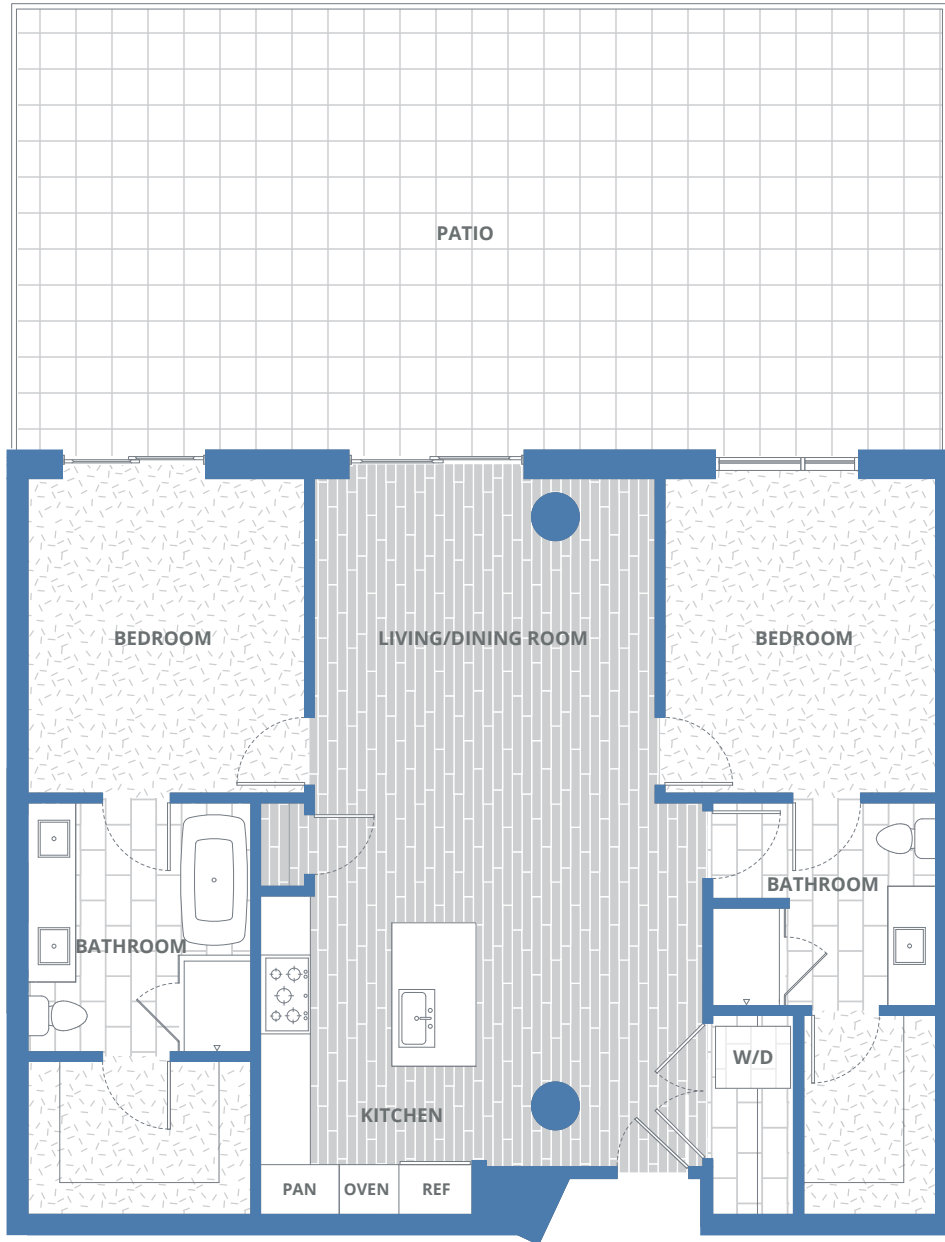 PATIO
BEDROOM
LIVING/DINING ROOM
BEDROOM
BATHROOM
BATHROOM
W/D
KITCHEN
PAN
OVEN
REF